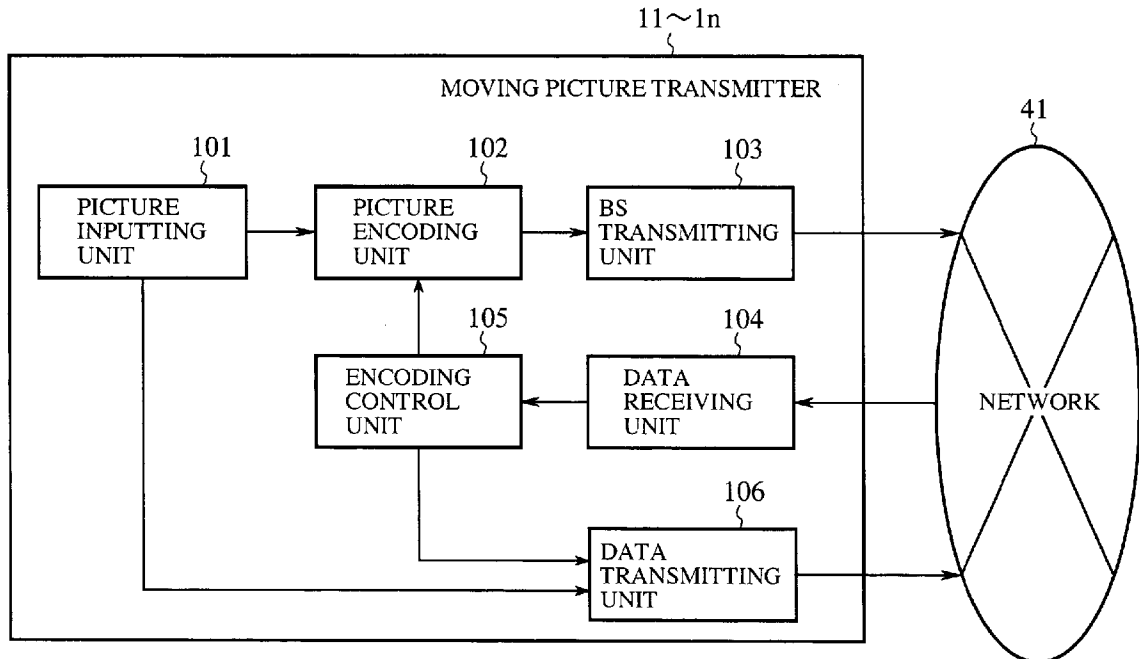 11～1n
MOVING PICTURE TRANSMITTER
41
101
102
103
PICTURE
INPUTTING
UNIT
PICTURE
ENCODING
UNIT
BS
TRANSMITTING
UNIT
105
104
ENCODING
CONTROL
UNIT
DATA
RECEIVING
UNIT
NETWORK
106
DATA
TRANSMITTING
UNIT